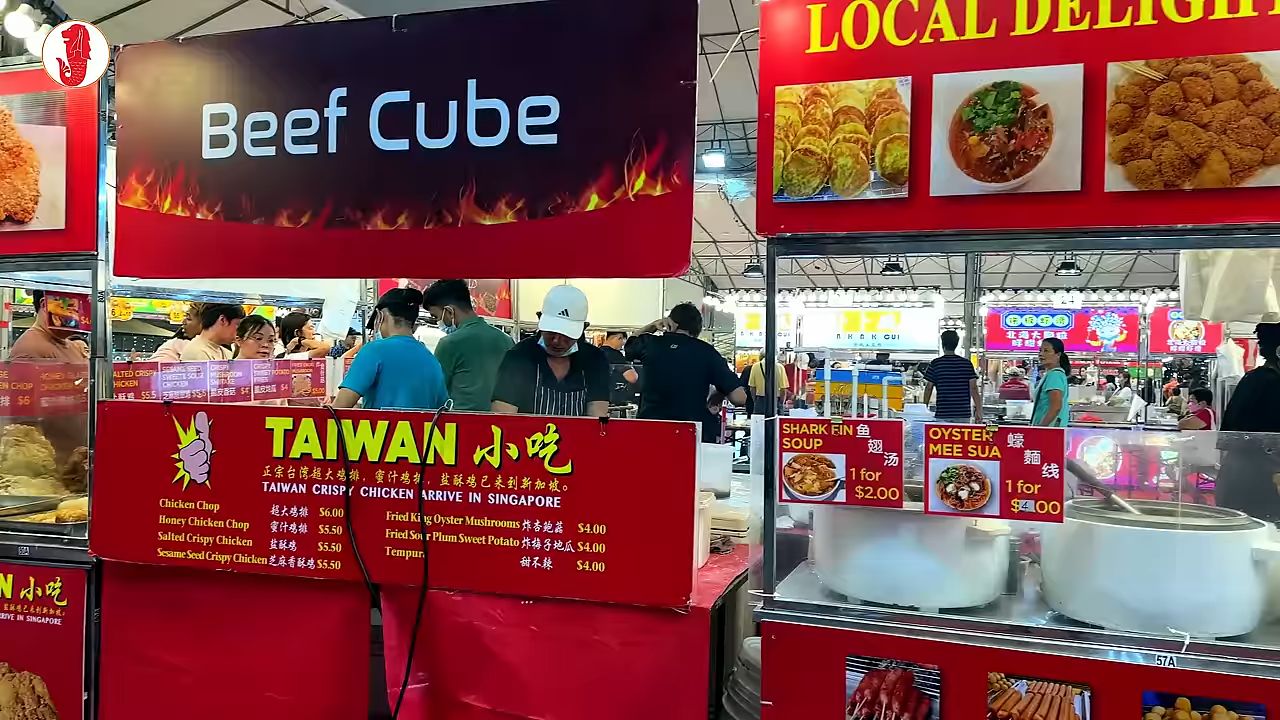 Beef Cube
LOCAL DELIGH
TAIWAN 小吃
正宗台湾超大鸡排，蜜汁鸡排，盐酥鸡已来到新加坡。
TAIWAN CRISPY CHICKEN ARRIVE IN SINGAPORE
Chicken Chop 超大鸡排 $6.00
Honey Chicken Chop 蜜汁鸡排 $5.50
Salted Crispy Chicken 盐酥鸡 $5.50
Sesame Seed Crispy Chicken 芝麻香酥鸡 $5.50
Fried King Oyster Mushrooms 炸杏鲍菇 $4.00
Fried Sour Plum Sweet Potato 炸梅子地瓜 $4.00
Tempura 甜不辣 $4.00
SHARK FIN SOUP 鱼翅汤
1 for
$2.00
OYSTER MEE SUA 蠔麵线
1 for
$4.00
57A
N 小吃
RRIVE IN SINGAPORE